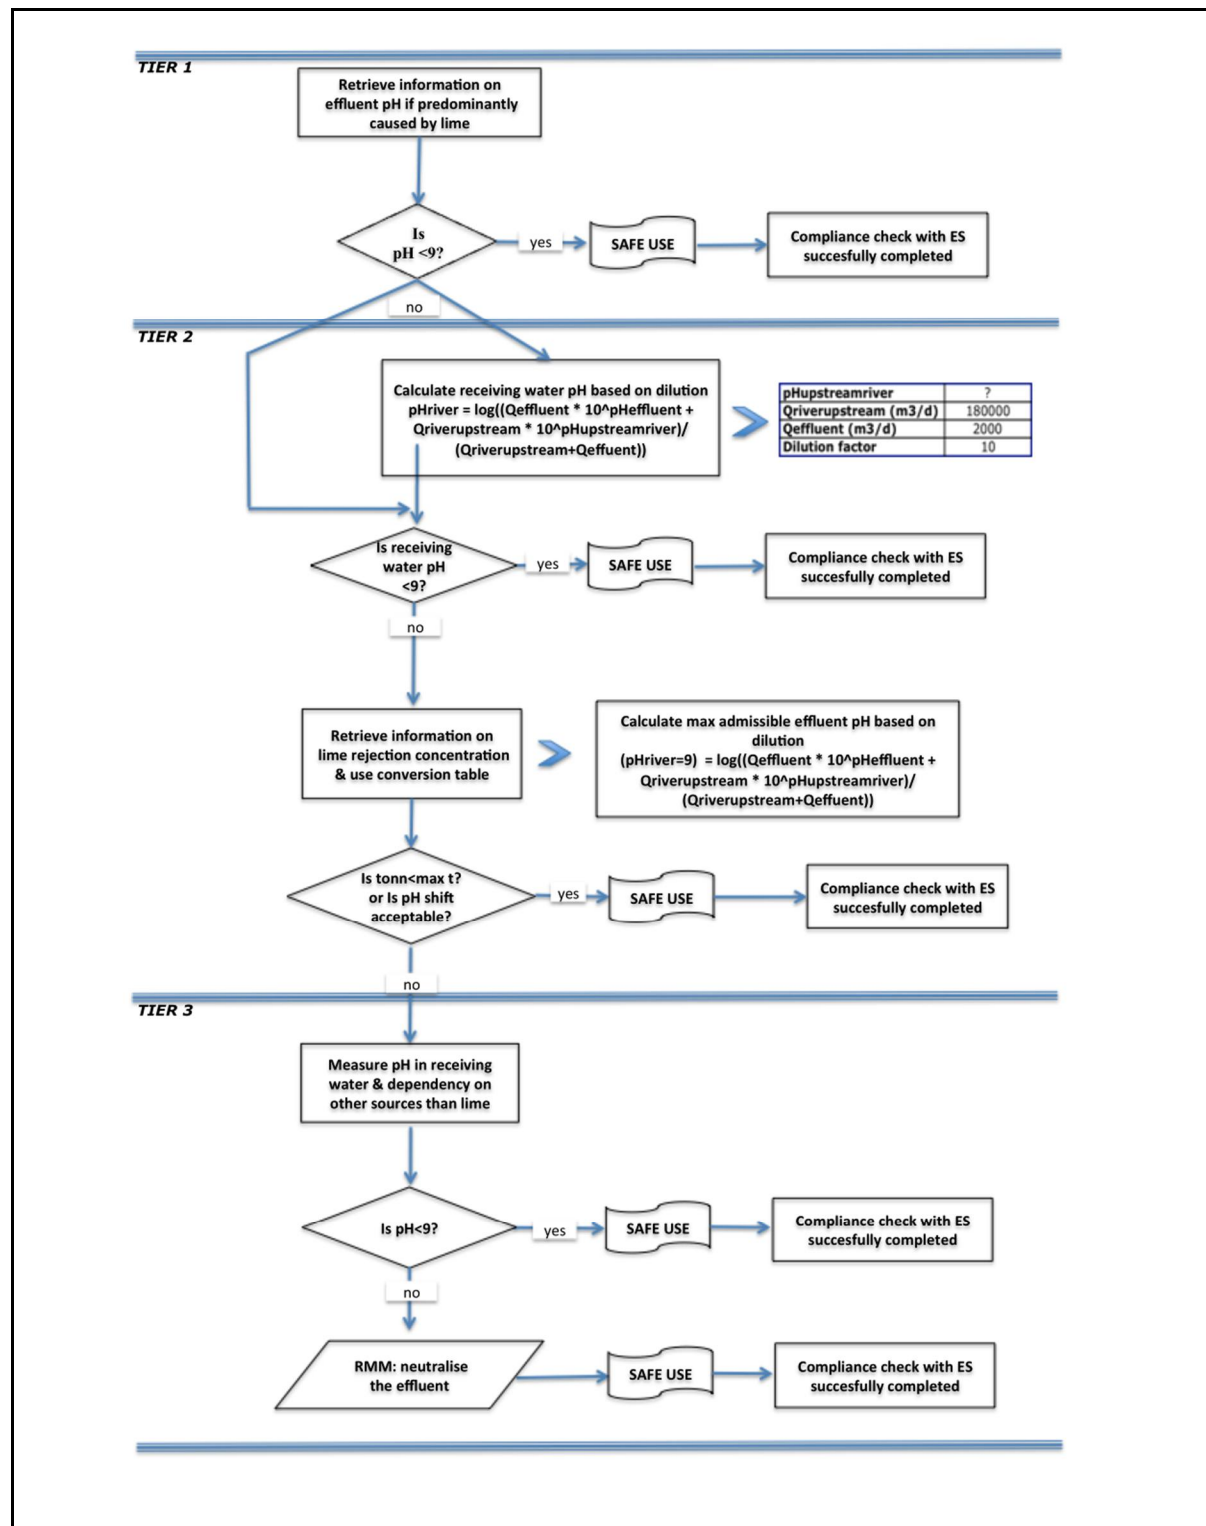 TIER 1
Retrieve information on
effluent pH if predominantly
caused by lime
Is
pH <9?
yes
SAFE USE
Compliance check with ES
succesfully completed
no
TIER 2
Calculate receiving water pH based on dilution
pHriver = log((Qeffluent * 10^pHeffluent +
Qriverupstream * 10^pHupstreamriver)/
(Qriverupstream+Qeffuent))
pHupstreamriver ?
Qriverupstream (m3/d) 180000
Qeffluent (m3/d) 2000
Dilution factor 10
Is receiving
water pH
<9?
yes
SAFE USE
Compliance check with ES
succesfully completed
no
Retrieve information on
lime rejection concentration
& use conversion table
Calculate max admissible effluent pH based on
dilution
(pHriver=9) = log((Qeffluent * 10^pHeffluent +
Qriverupstream * 10^pHupstreamriver)/
(Qriverupstream+Qeffuent))
Is tonn<max t?
or Is pH shift
acceptable?
yes
SAFE USE
Compliance check with ES
succesfully completed
no
TIER 3
Measure pH in receiving
water & dependency on
other sources than lime
Is pH<9?
yes
SAFE USE
Compliance check with ES
succesfully completed
no
RMM: neutralise
the effluent
SAFE USE
Compliance check with ES
succesfully completed